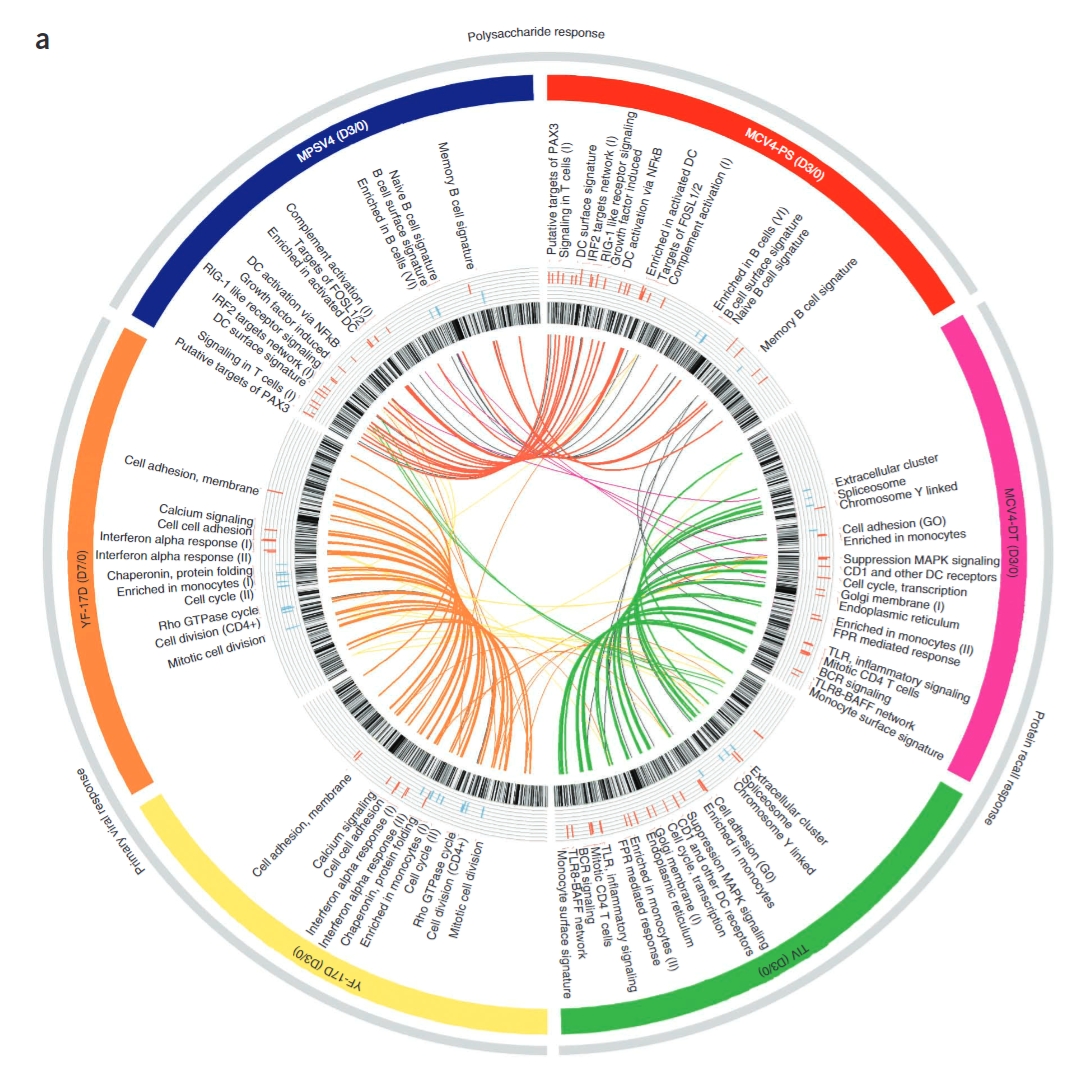 a
Polysaccharide response
MPSV4 (D3/0)
MCV4-PS (D3/0)
MCV4-DT (D3/0)
TIV (D3/0)
YF-17D (D3/0)
YF-17D (D7/0)
Protein recall response
Primary viral response
Putative targets of PAX3
Signaling in T cells (I)
DC surface signature
IRF2 targets network (I)
RIG-1 like receptor signaling
Growth factor induced
DC activation via NFkB
Enriched in activated DC
Targets of F0SL1/2
Complement activation (I)
Enriched in B cells (VI)
B cell surface signature
Naive B cell signature
Memory B cell signature
Extracellular cluster
Spliceosome
Chromosome Y linked
Cell adhesion (GO)
Enriched in monocytes
Suppression MAPK signaling
CD1 and other DC receptors
Cell cycle, transcription
Golgi membrane (I)
Endoplasmic reticulum
Enriched in monocytes (II)
FPR mediated response
TLR, inflammatory signaling
Mitotic CD4 T cells
BCR signaling
TLR8-BAFF network
Monocyte surface signature
Extracellular cluster
Spliceosome
Chromosome Y linked
Cell adhesion (G0)
Enriched in monocytes
Suppression MAPK signaling
CD1 and other DC receptors
Cell cycle, transcription
Golgi membrane (I)
Endoplasmic reticulum
Enriched in monocytes (II)
FPR mediated response
TLR, inflammatory signaling
Mitotic CD4 T cells
BCR signaling
TLR8-BAFF network
Monocyte surface signature
Mitotic cell division
Cell division (CD4+)
Rho GTPase cycle
Cell cycle (II)
Enriched in monocytes (I)
Chaperonin, protein folding
Interferon alpha response (II)
Interferon alpha response (I)
Cell cell adhesion
Calcium signaling
Cell adhesion, membrane
Mitotic cell division
Cell division (CD4+)
Rho GTPase cycle
Cell cycle (II)
Enriched in monocytes (I)
Chaperonin, protein folding
Interferon alpha response (II)
Interferon alpha response (I)
Cell cell adhesion
Calcium signaling
Cell adhesion, membrane
Putative targets of PAX3
Signaling in T cells (I)
DC surface signature
IRF2 targets network (I)
RIG-1 like receptor signaling
Growth factor induced
DC activation via NFkB
Enriched in activated DC
Targets of FOSL1/2
Complement activation (I)
Enriched in B cells (VI)
B cell surface signature
Naive B cell signature
Memory B cell signature